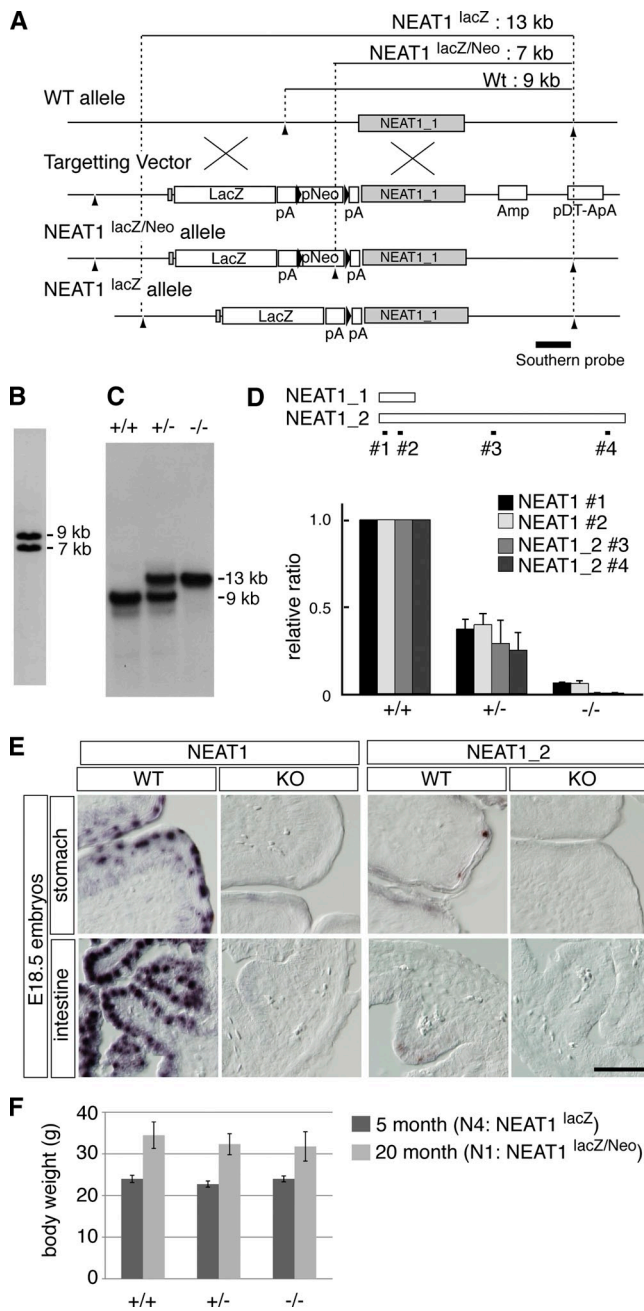 A
NEAT1 lacZ : 13 kb
NEAT1 lacZ/Neo : 7 kb
Wt : 9 kb
WT allele
NEAT1_1
Targetting Vector
LacZ pNeo NEAT1_1
pA pA Amp pDT-ApA
NEAT1 lacZ/Neo allele
LacZ pNeo NEAT1_1
pA pA
NEAT1 lacZ allele
LacZ NEAT1_1
pA pA
Southern probe
B
-9 kb
-7 kb
C
+/+ +/- -/-
-13 kb
-9 kb
D
NEAT1_1
NEAT1_2
#1 #2 #3 #4
NEAT1 #1
NEAT1 #2
NEAT1_2 #3
NEAT1_2 #4
relative ratio
1.0
0.5
0
+/+ +/- -/-
E
NEAT1 NEAT1_2
WT KO WT KO
E18.5 embryos
stomach
intestine
F
body weight (g)
40
30
20
10
0
+/+ +/- -/-
5 month (N4: NEAT1 lacZ)
20 month (N1: NEAT1 lacZ/Neo)